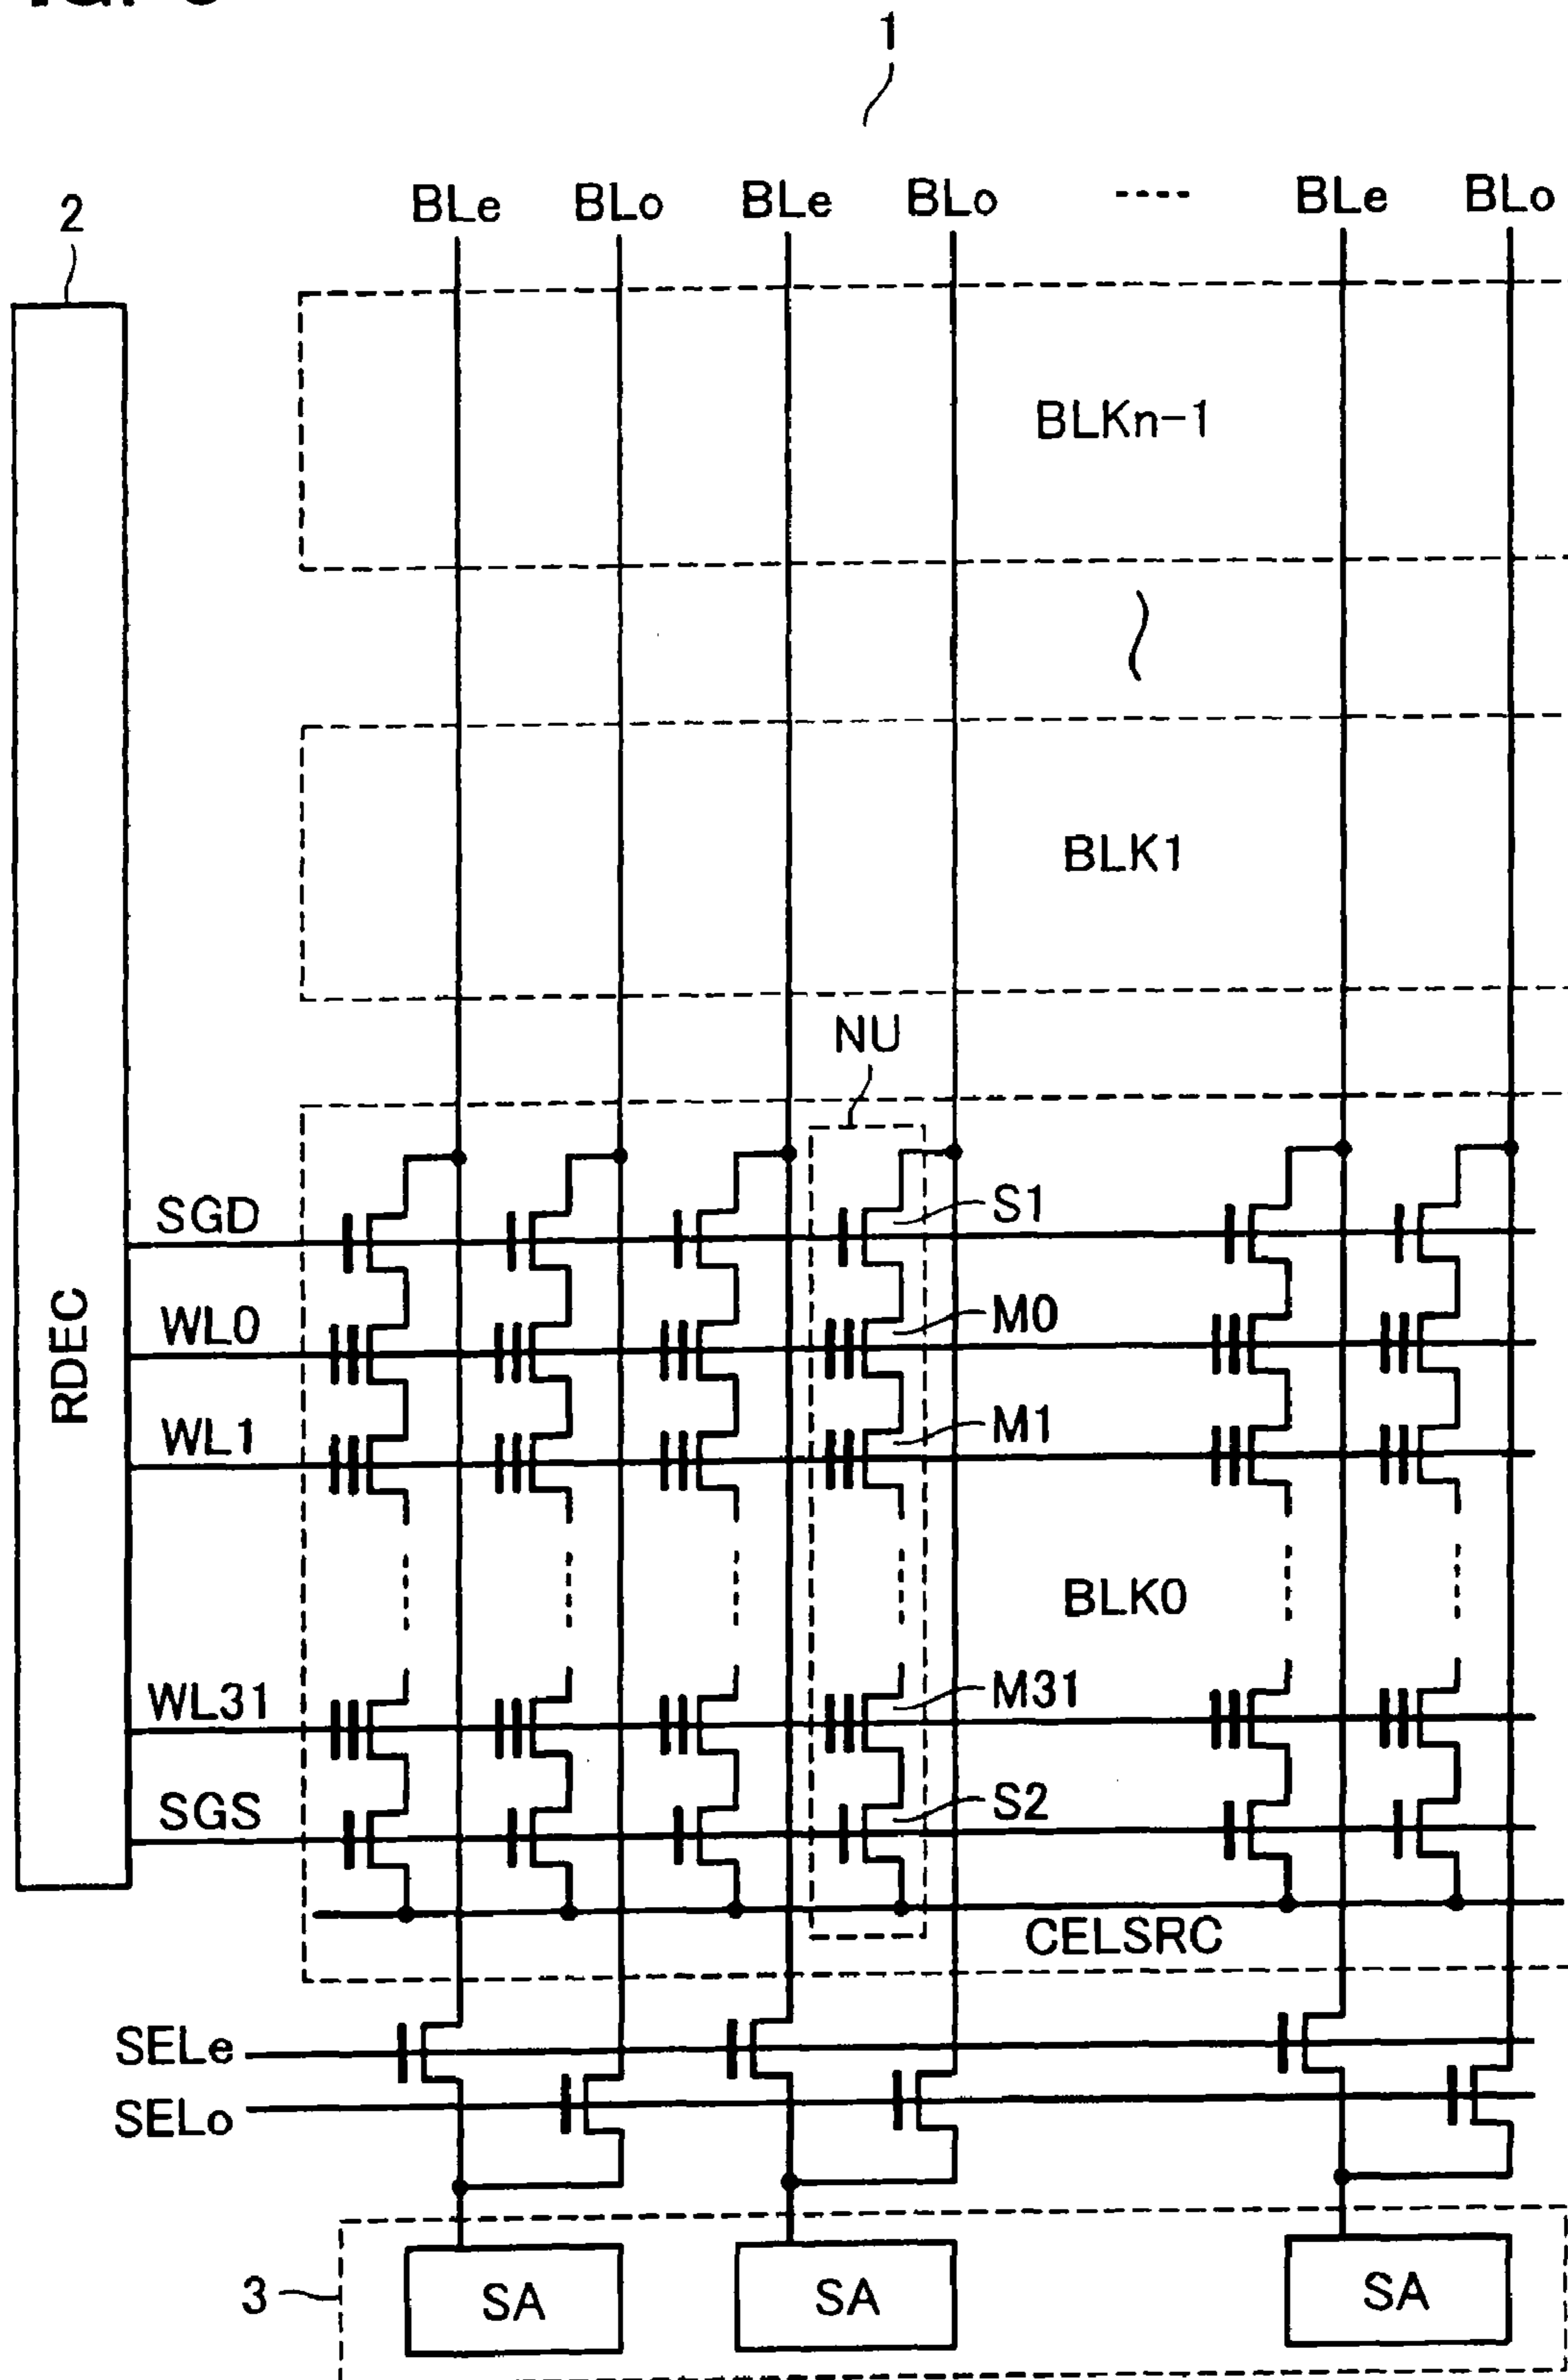 1
2
BLe BLo BLe BLo ---- BLe BLo
BLKn-1
BLK1
NU
SGD
S1
WL0
M0
RDEC
WL1
M1
BLK0
WL31
M31
SGS
S2
CELSRC
SELe
SELo
3
SA SA SA